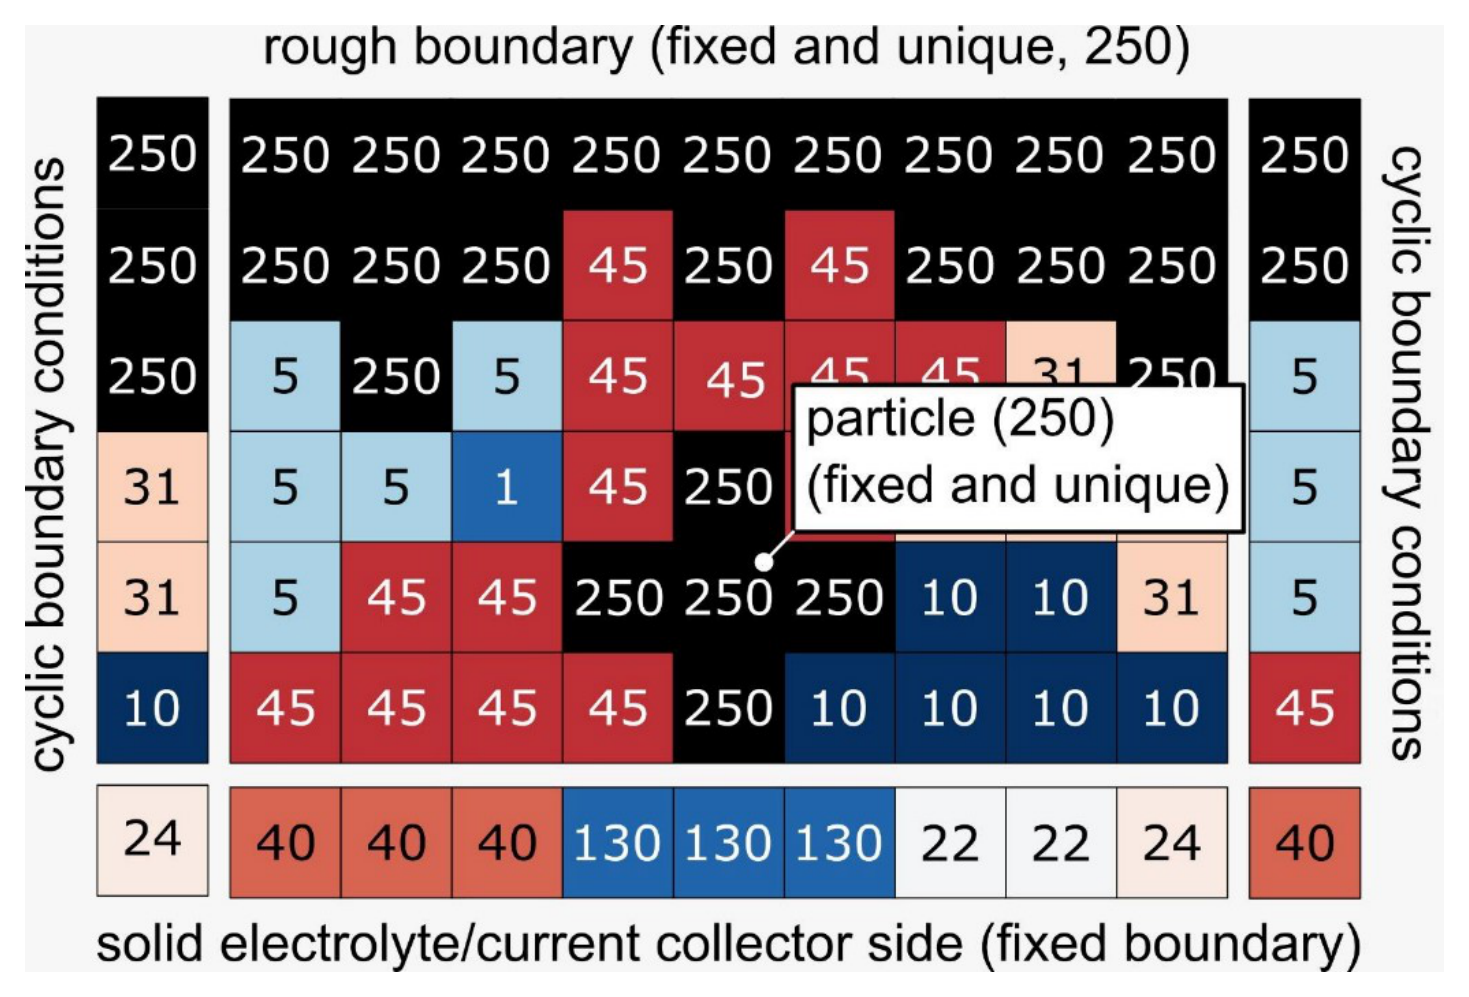 rough boundary (fixed and unique, 250)
cyclic boundary conditions
250 250 250 250 250 250 250 250 250 250 250
250 250 250 250 45 250 45 250 250 250 250
250 5 250 5 45 45 45 45 31 250 5
particle (250)
31 5 5 1 45 250 5
(fixed and unique)
31 5 45 45 250 250 250 10 10 31 5
10 45 45 45 45 250 10 10 10 10 45
24 40 40 40 130 130 130 22 22 24 40
cyclic boundary conditions
solid electrolyte/current collector side (fixed boundary)